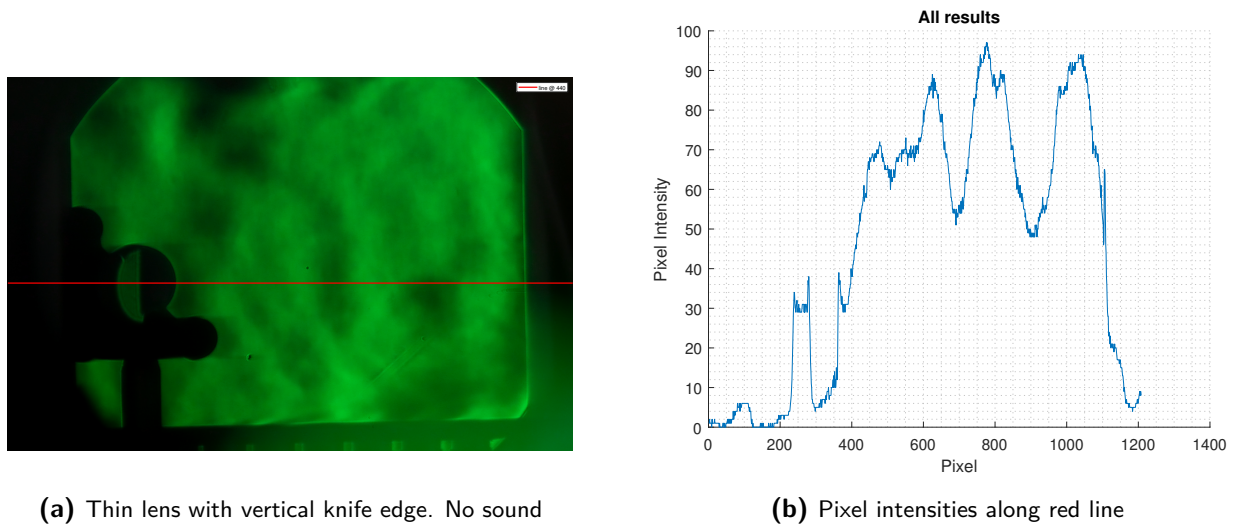 line @ 440
(a) Thin lens with vertical knife edge. No sound
All results
Pixel Intensity
100
90
80
70
60
50
40
30
20
10
0
0 200 400 600 800 1000 1200 1400
Pixel
(b) Pixel intensities along red line